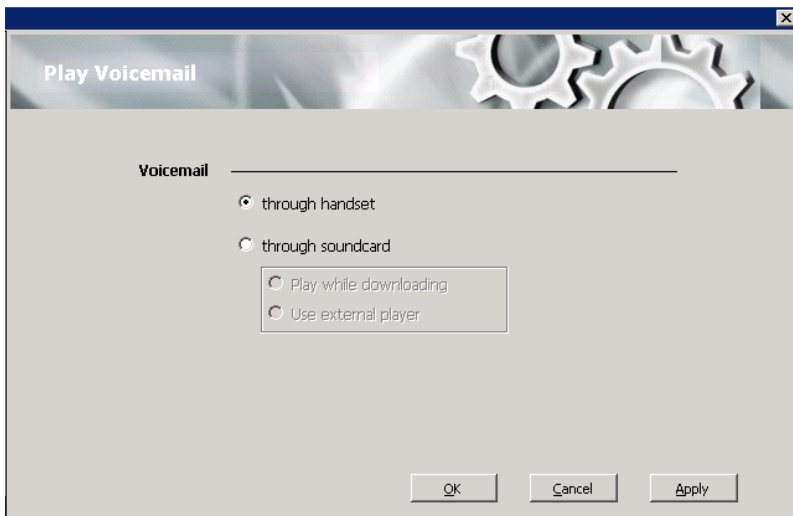 Play Voicemail
Voicemail
through handset
through soundcard
Play while downloading
Use external player
OK Cancel Apply